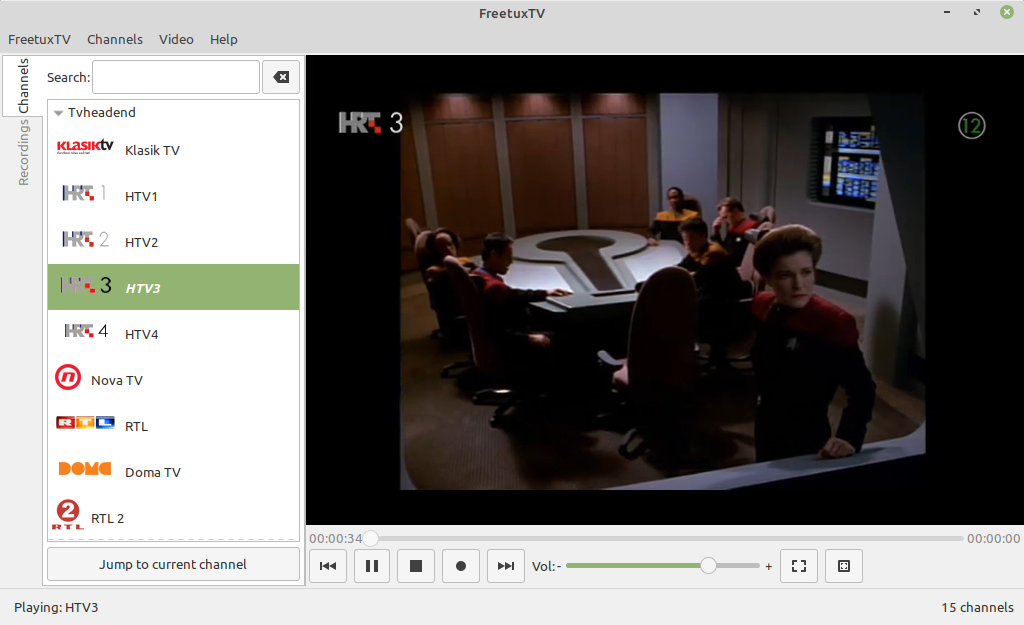 FreetuxTV
FreetuxTV Channels Video Help
Channels
Recordings
Search:
Tvheadend
KLASIKTV Klasik TV
HRT 1 HTV1
HRT 2 HTV2
HRT 3 HTV3
HRT 4 HTV4
n Nova TV
RTL RTL
DOMA Doma TV
2 RTL RTL 2
Jump to current channel
HRT 3
12
00:00:34 00:00:00
Vol: - +
Playing: HTV3 15 channels